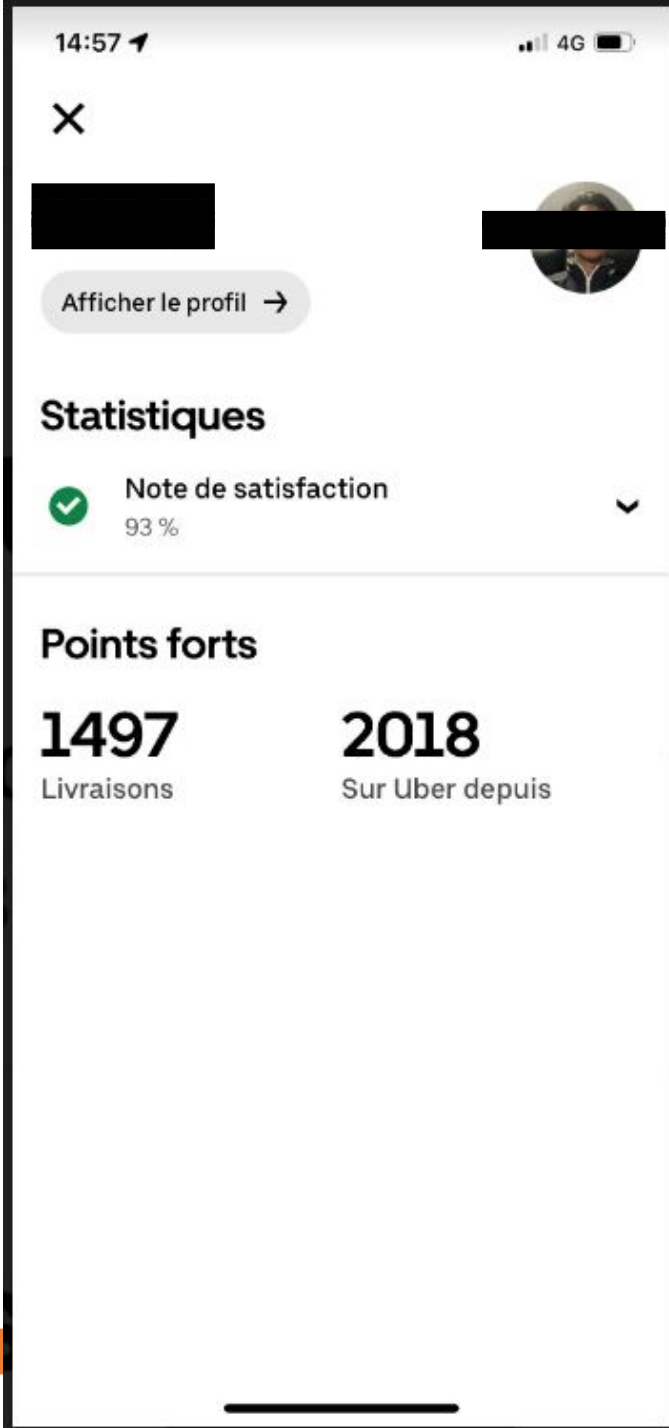 14:57
4G
Afficher le profil →
Statistiques
Note de satisfaction
93 %
Points forts
1497 2018
Livraisons Sur Uber depuis